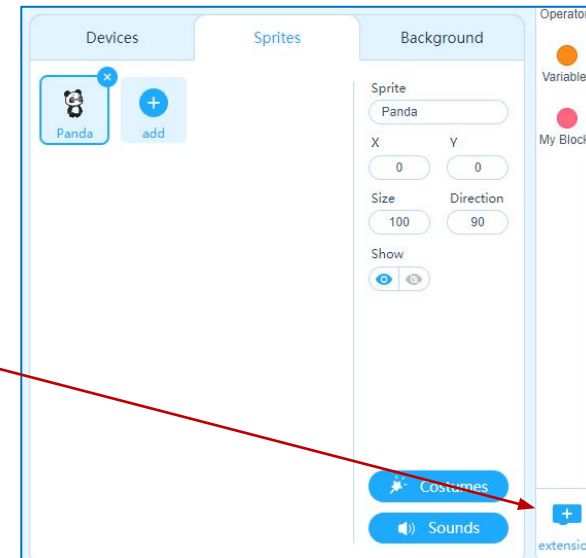 Devices
Sprites
Background
Panda
add
Sprite
Panda
X Y
0 0
Size Direction
100 90
Show
Costumes
Sounds
Operator
Variable
My Block
extensio